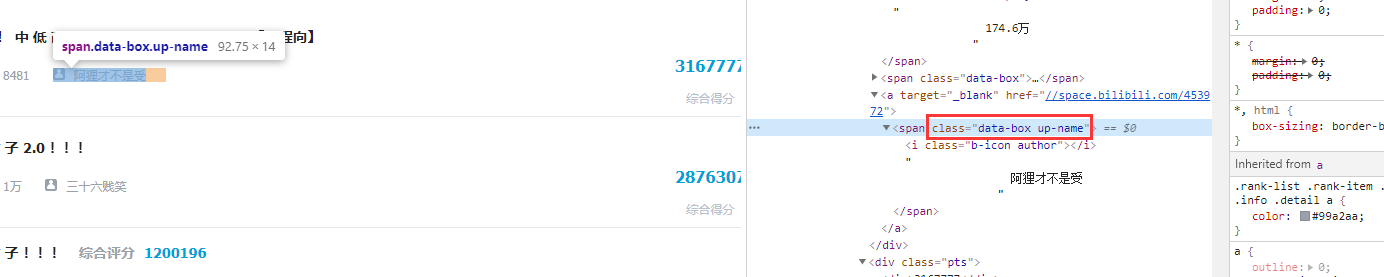 ！ 中 低
程向】
span.data-box.up-name 92.75 × 14
8481 阿狸才不是受
3167777
综合得分
子 2.0！！！
1万 三十六贱笑
2876307
综合得分
子！！！ 综合评分 1200196
"
174.6万
"
</span>
▶<span class="data-box">…</span>
▼<a target="_blank" href="//space.bilibili.com/4539
72">
… ▼<span class="data-box up-name"> == $0
<i class="b-icon author"></i>
"
阿狸才不是受
"
</span>
</a>
</div>
▼<div class="pts">
padding:▶ 0;
}
* {
margin:▶ 0;
padding:▶ 0;
}
*, html {
box-sizing: border-b
}
Inherited from a
.rank-list .rank-item .
.info .detail a {
color: #99a2aa;
}
a {
outline:▶ 0;